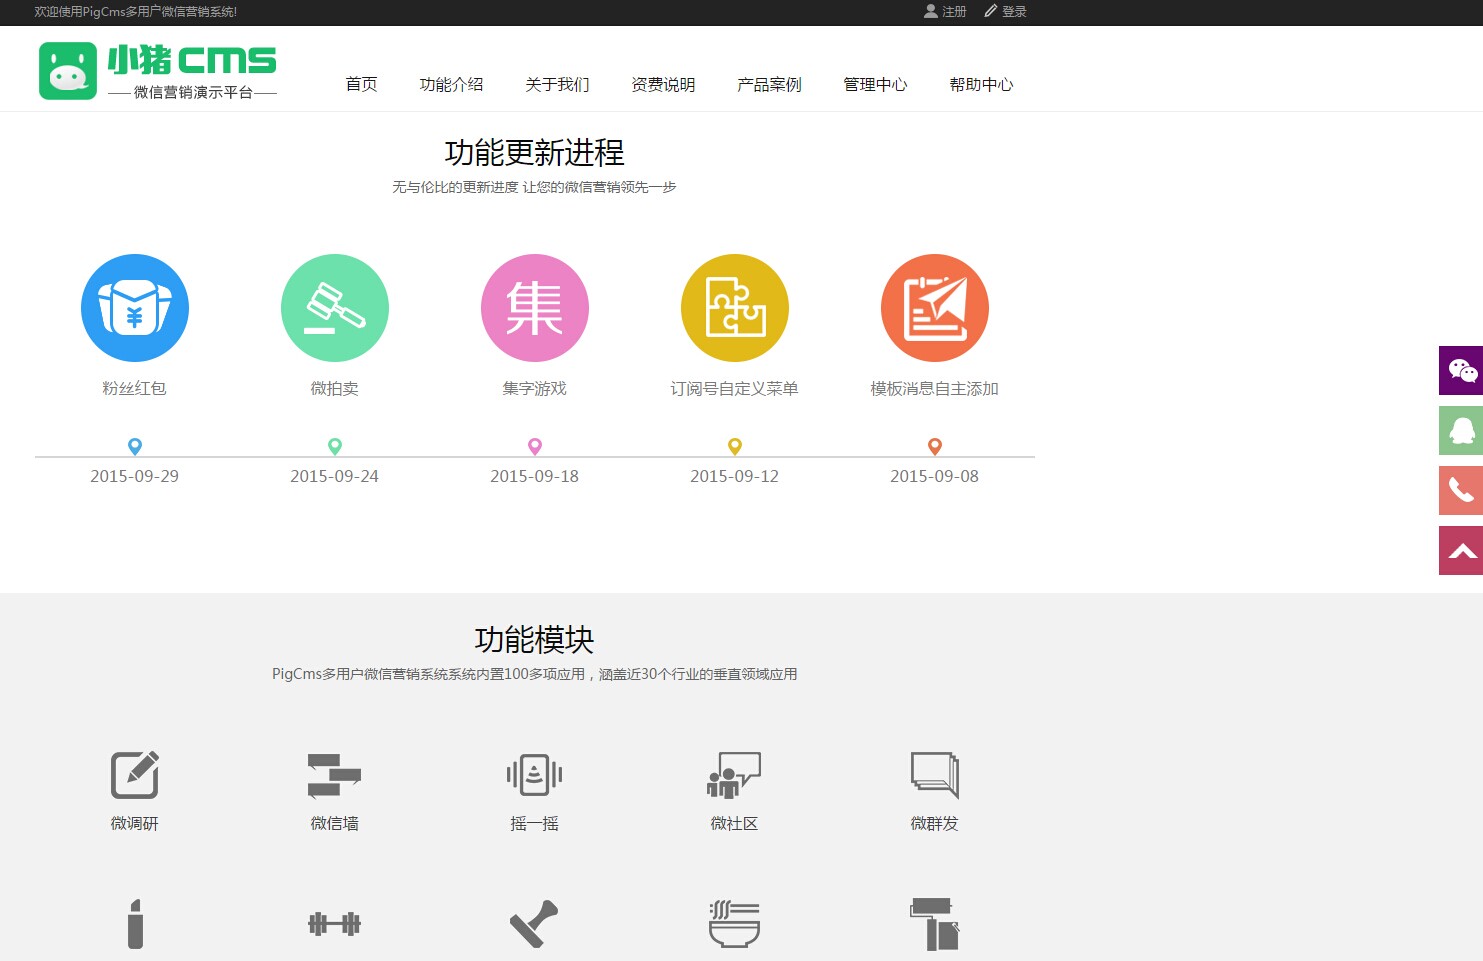 欢迎使用PigCms多用户微信营销系统!
注册 登录
小猪CMS
微信营销演示平台
首页 功能介绍 关于我们 资费说明 产品案例 管理中心 帮助中心
功能更新进程
无与伦比的更新进度 让您的微信营销领先一步
集
粉丝红包 微拍卖 集字游戏 订阅号自定义菜单 模板消息自主添加
2015-09-29 2015-09-24 2015-09-18 2015-09-12 2015-09-08
功能模块
PigCms多用户微信营销系统系统内置100多项应用，涵盖近30个行业的垂直领域应用
微调研 微信墙 摇一摇 微社区 微群发